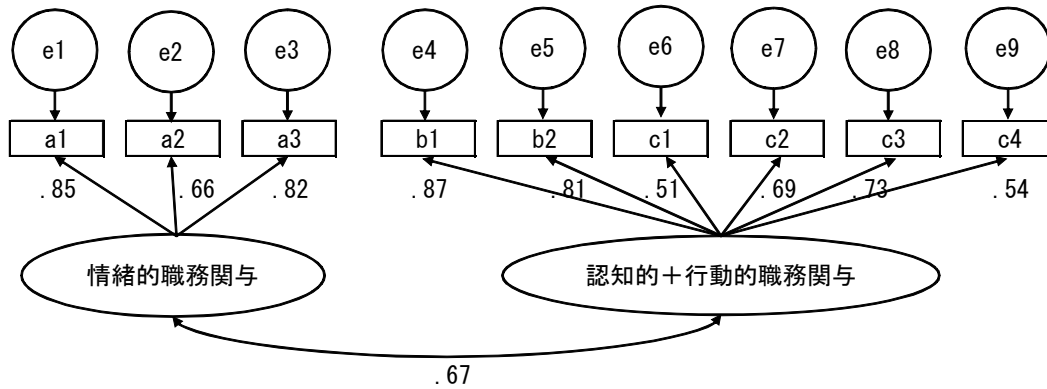 e1 e2 e3 e4 e5 e6 e7 e8 e9
a1 a2 a3 b1 b2 c1 c2 c3 c4
.85 .66 .82 .87 .81 .51 .69 .73 .54
情緒的職務関与 認知的＋行動的職務関与
.67